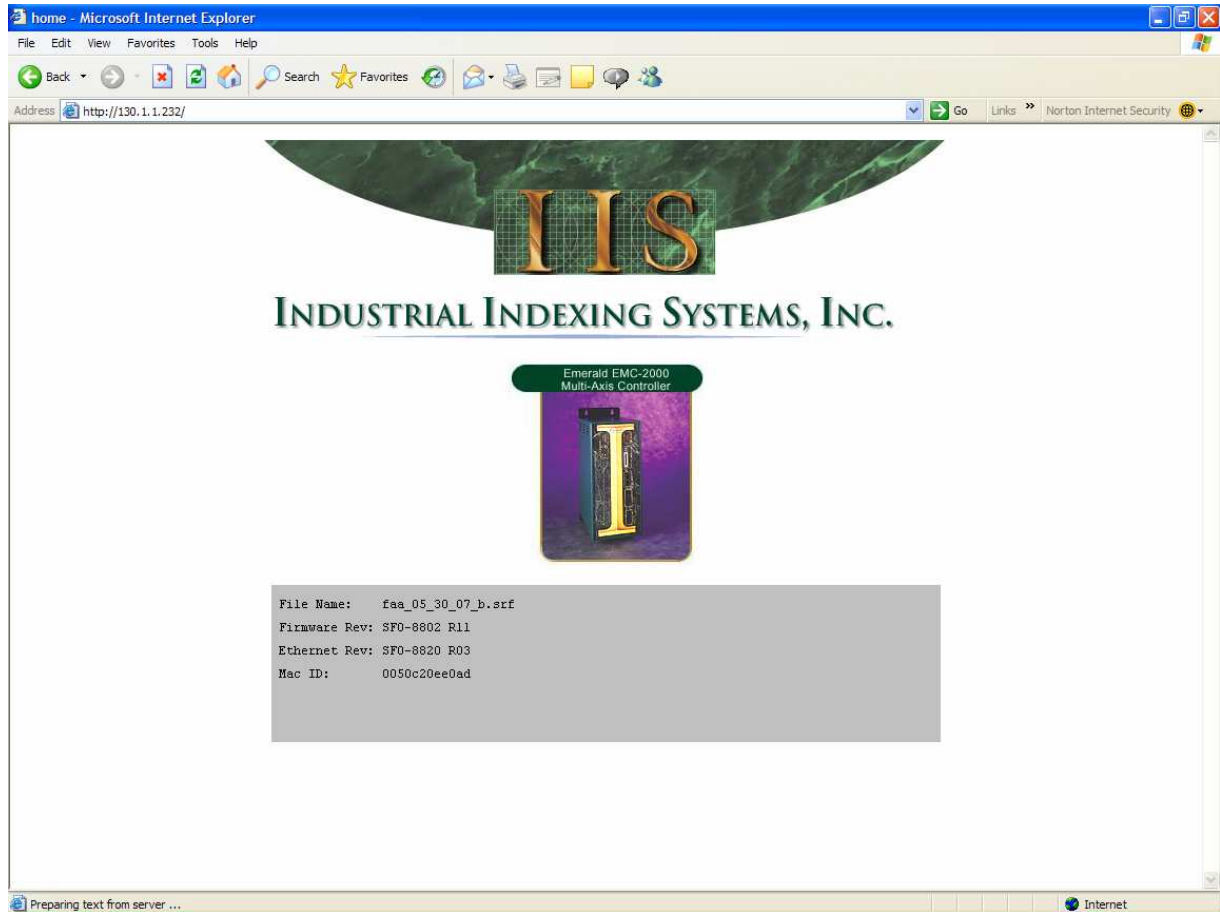 home - Microsoft Internet Explorer
File Edit View Favorites Tools Help
Back Search Favorites
Address http://130.1.1.232/ Go Links » Norton Internet Security
IIS
INDUSTRIAL INDEXING SYSTEMS, INC.
Emerald EMC-2000
Multi-Axis Controller
I
File Name: faa_05_30_07_b.srf
Firmware Rev: SF0-8802 R11
Ethernet Rev: SF0-8820 R03
Mac ID: 0050c20ee0ad
Preparing text from server ... Internet